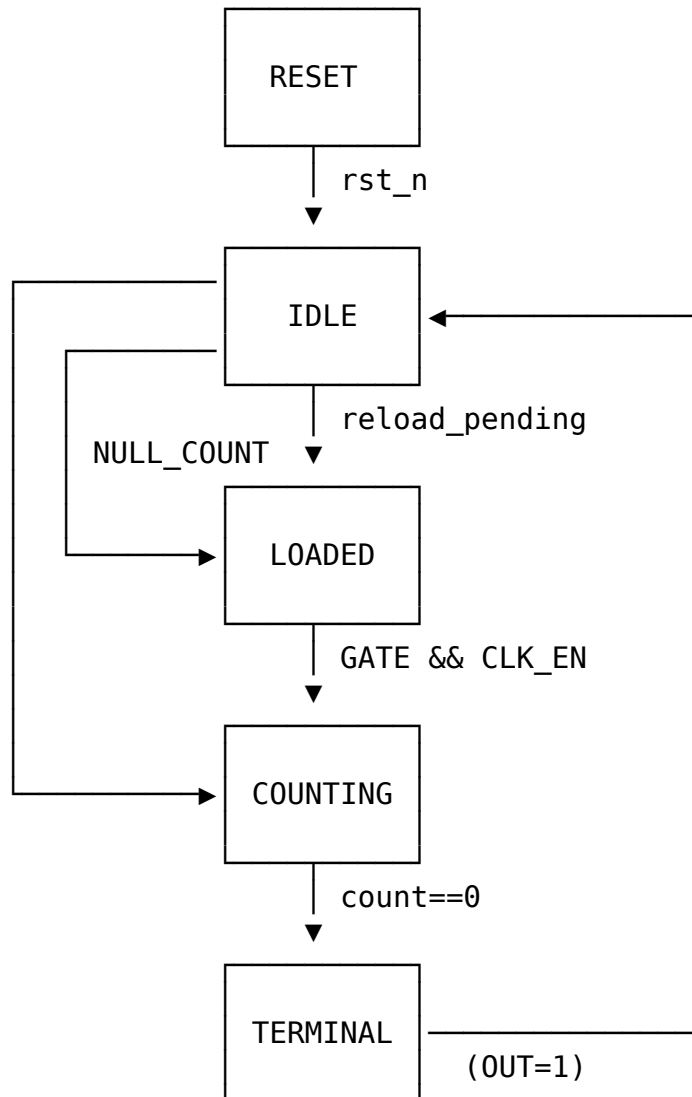 RESET
rst_n
IDLE
reload_pending
NULL_COUNT
LOADED
GATE && CLK_EN
COUNTING
count==0
TERMINAL
(OUT=1)